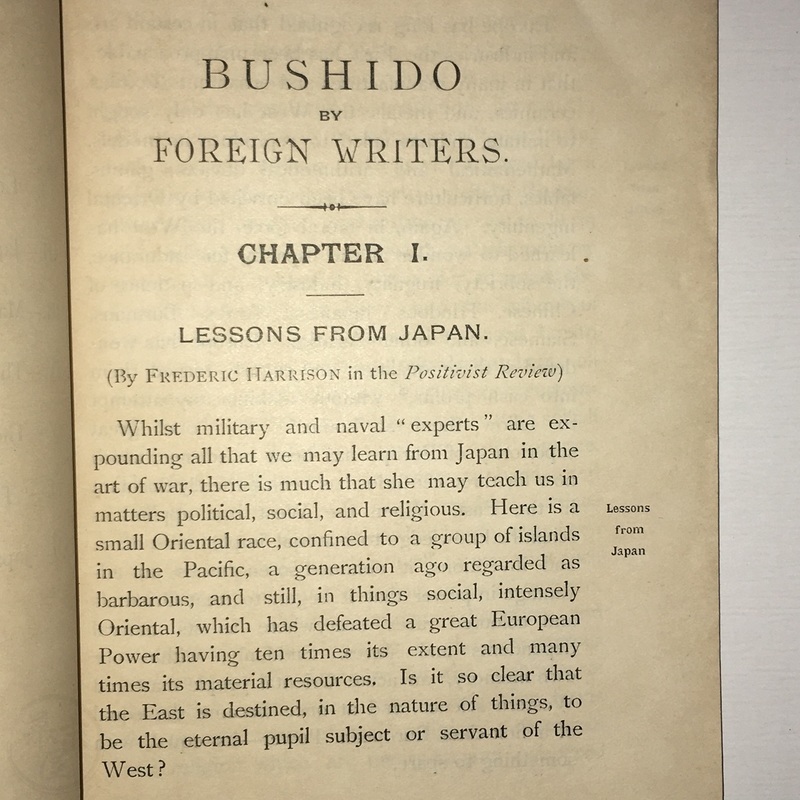 BUSHIDO
BY
FOREIGN WRITERS.
CHAPTER I.
LESSONS FROM JAPAN.
(By FREDERIC HARRISON in the Positivist Review)
Whilst military and naval “experts” are ex-
pounding all that we may learn from Japan in the
art of war, there is much that she may teach us in
matters political, social, and religious. Here is a
small Oriental race, confined to a group of islands
in the Pacific, a generation ago regarded as
barbarous, and still, in things social, intensely
Oriental, which has defeated a great European
Power having ten times its extent and many
times its material resources. Is it so clear that
the East is destined, in the nature of things, to
be the eternal pupil subject or servant of the
West?
Lessons
from
Japan